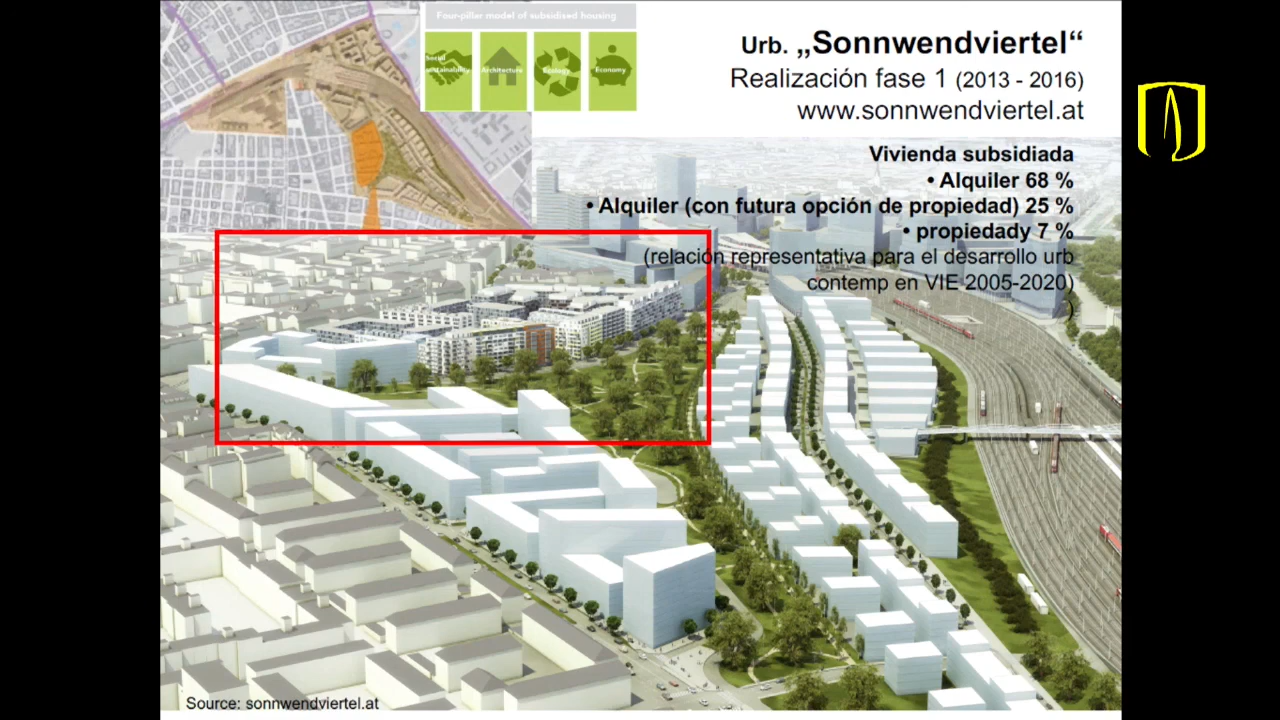 Four-pillar model of subsidised housing
Social
sustainability
Architecture
Ecology
Economy
Urb. „Sonnwendviertel“
Realización fase 1 (2013 - 2016)
www.sonnwendviertel.at
Vivienda subsidiada
• Alquiler 68 %
• Alquiler (con futura opción de propiedad) 25 %
• propiedady 7 %
(relación representativa para el desarrollo urb
contemp en VIE 2005-2020)
)
Source: sonnwendviertel.at